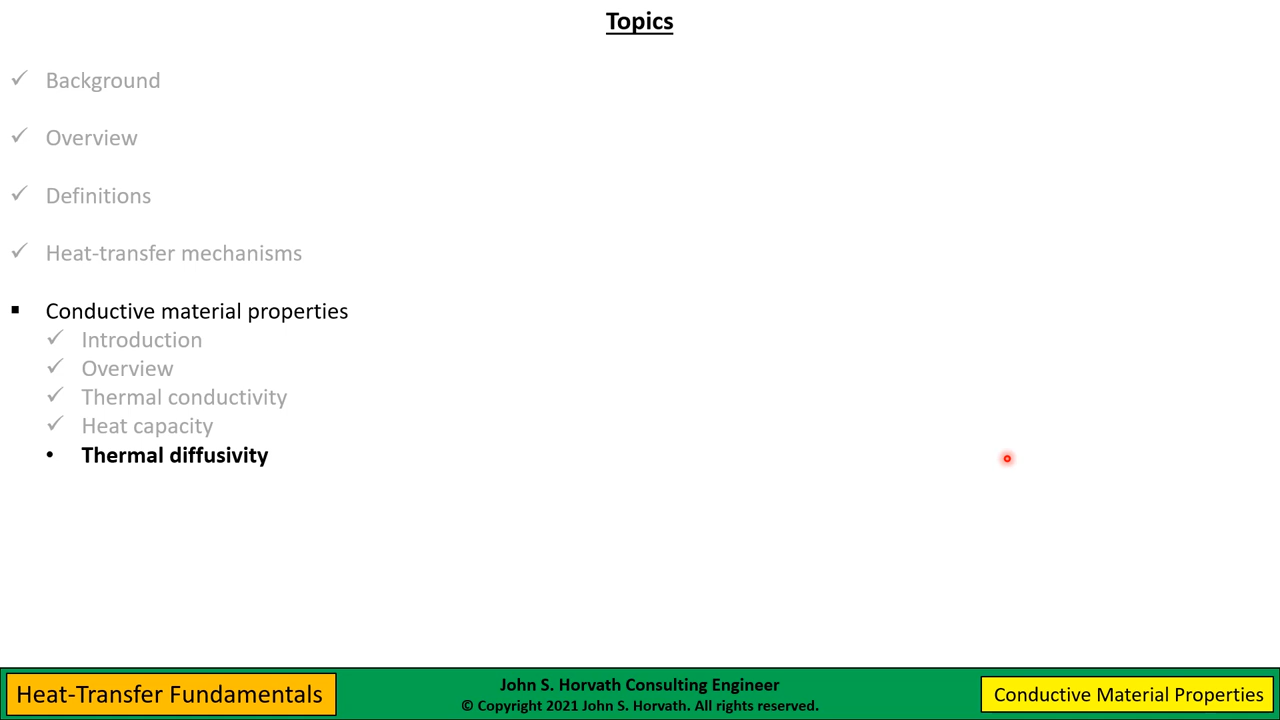 Topics
Background
Overview
Definitions
Heat-transfer mechanisms
Conductive material properties
Introduction
Overview
Thermal conductivity
Heat capacity
Thermal diffusivity
Heat-Transfer Fundamentals
John S. Horvath Consulting Engineer
© Copyright 2021 John S. Horvath. All rights reserved.
Conductive Material Properties